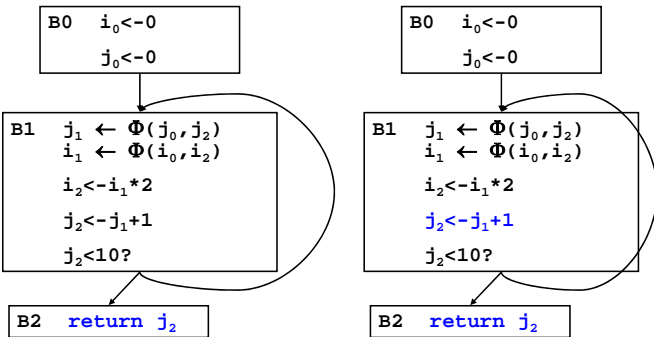 B0 i₀<-0
j₀<-0
B1 j₁ ← Φ(j₀,j₂)
i₁ ← Φ(i₀,i₂)
i₂<-i₁*2
j₂<-j₁+1
j₂<10?
B2 return j₂
B0 i₀<-0
j₀<-0
B1 j₁ ← Φ(j₀,j₂)
i₁ ← Φ(i₀,i₂)
i₂<-i₁*2
j₂<-j₁+1
j₂<10?
B2 return j₂